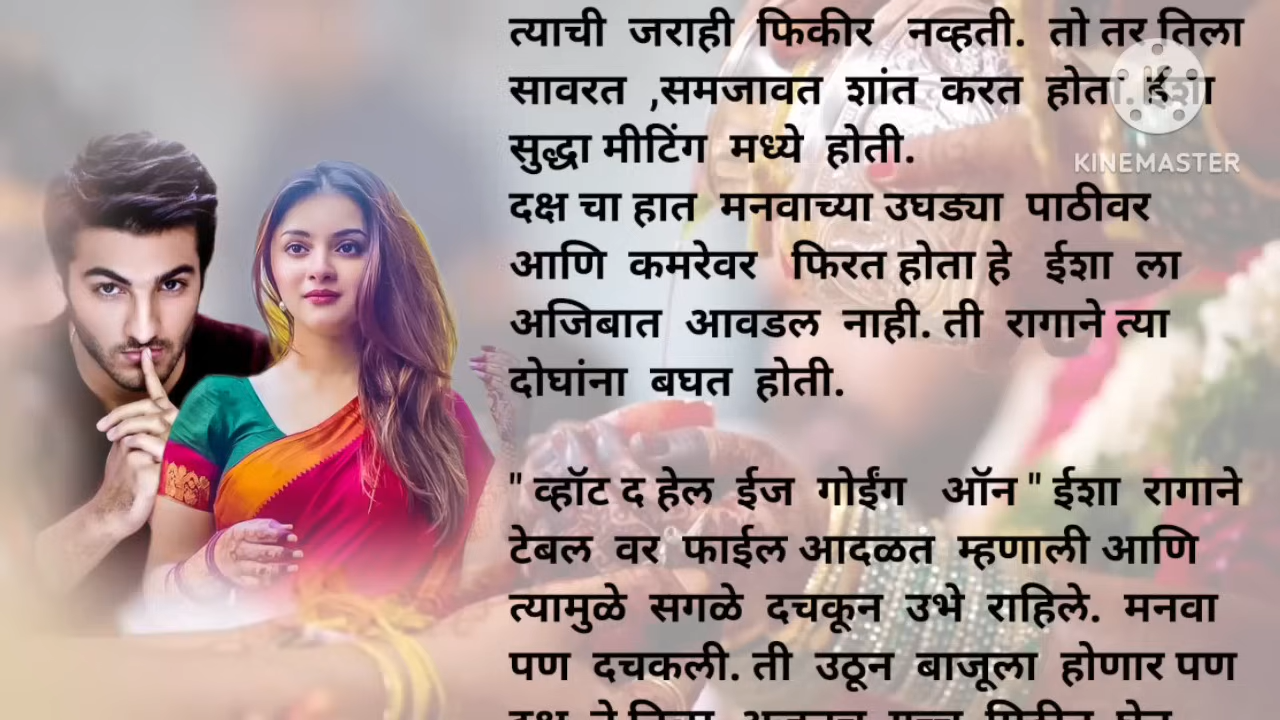 त्याची जराही फिकीर नव्हती. तो तर तिला
सावरत ,समजावत शांत करत होता. ईशा
सुद्धा मीटिंग मध्ये होती.
KINEMASTER
दक्ष चा हात मनवाच्या उघड्या पाठीवर
आणि कमरेवर फिरत होता हे ईशा ला
अजिबात आवडल नाही. ती रागाने त्या
दोघांना बघत होती.
" व्हॉट द हेल ईज गोईंग ऑन " ईशा रागाने
टेबल वर फाईल आदळत म्हणाली आणि
त्यामुळे सगळे दचकून उभे राहिले. मनवा
पण दचकली. ती उठून बाजूला होणार पण